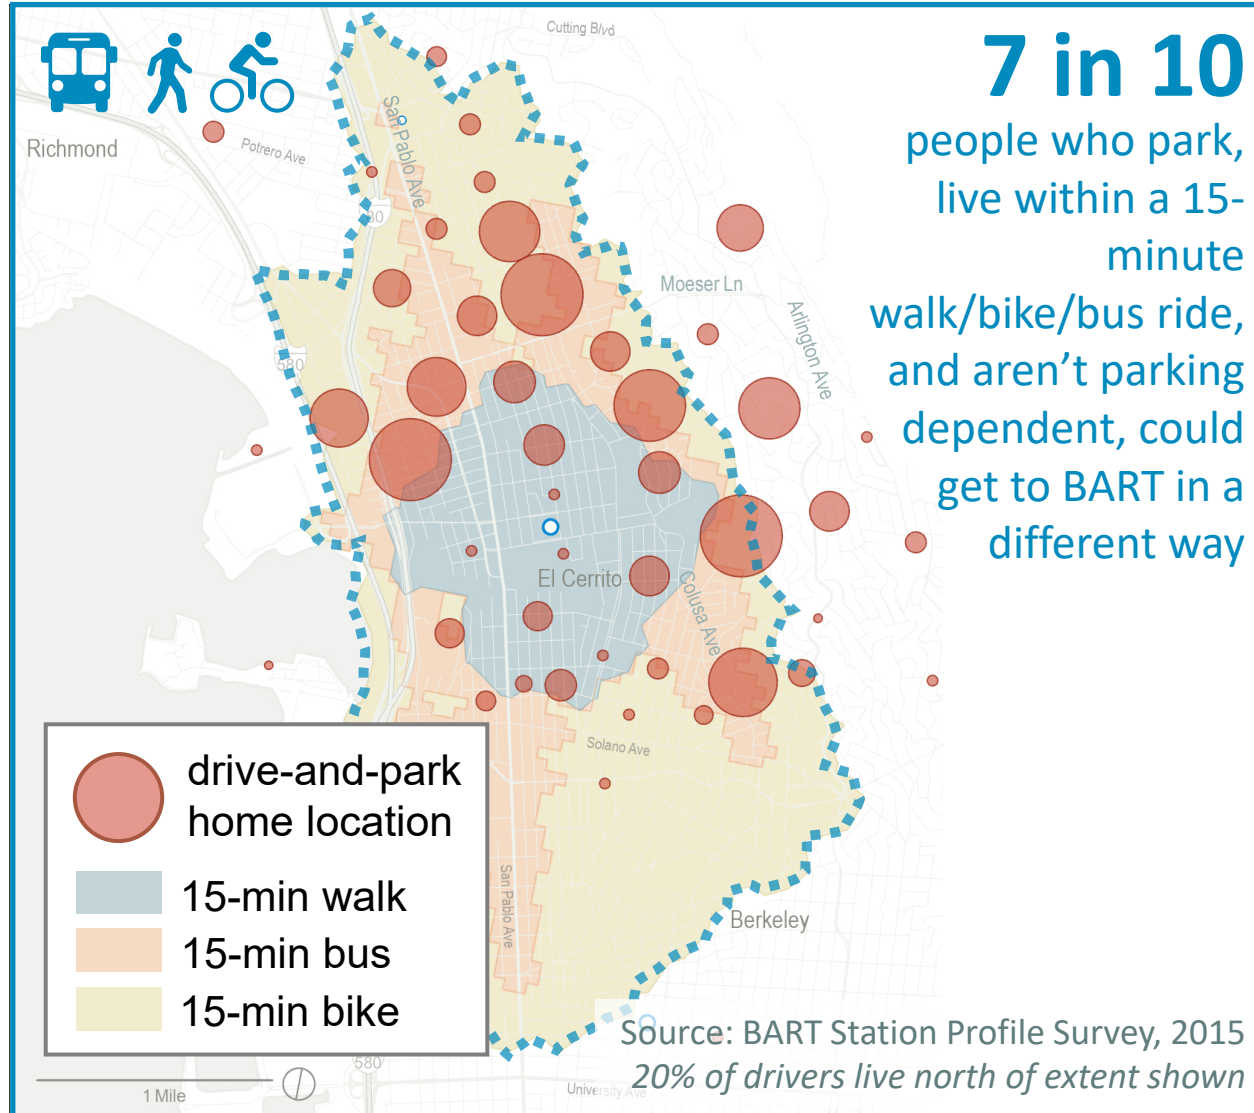 7 in 10
people who park,
live within a 15-
minute
walk/bike/bus ride,
and aren’t parking
dependent, could
get to BART in a
different way
Cutting Blvd
San Pablo Ave
Richmond
Potrero Ave
80
Moeser Ln
Arlington Ave
580
El Cerrito
Colusa Ave
Solano Ave
San Pablo Ave
Berkeley
drive-and-park
home location
15-min walk
15-min bus
15-min bike
580
1 Mile
University Ave
Source: BART Station Profile Survey, 2015
20% of drivers live north of extent shown